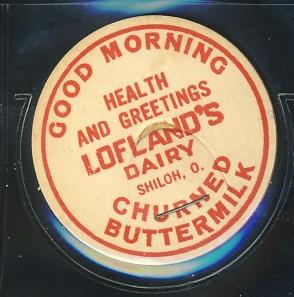 GOOD MORNING
HEALTH
AND GREETINGS
LOFLAND'S
DAIRY
SHILOH, O.
CHURNED
BUTTERMILK